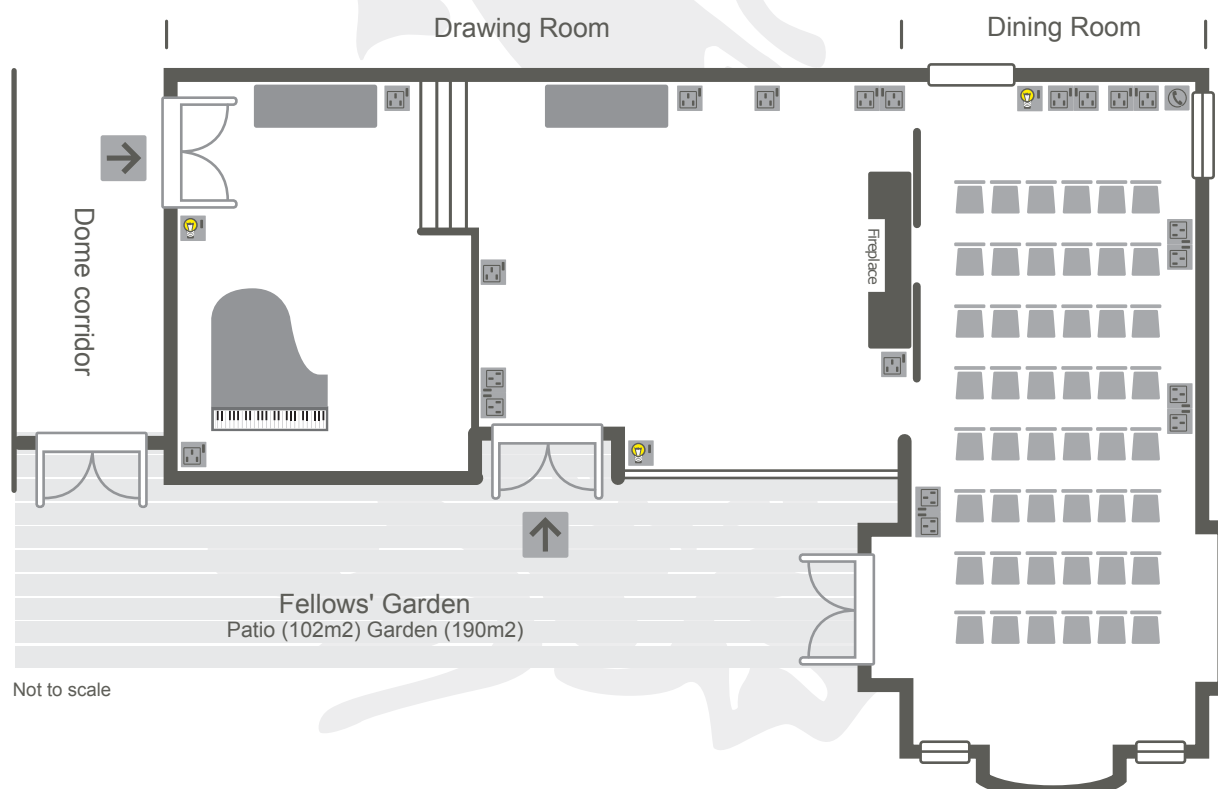 Drawing Room
Dining Room
Dome corridor
Fireplace
Fellows' Garden
Patio (102m2) Garden (190m2)
Not to scale